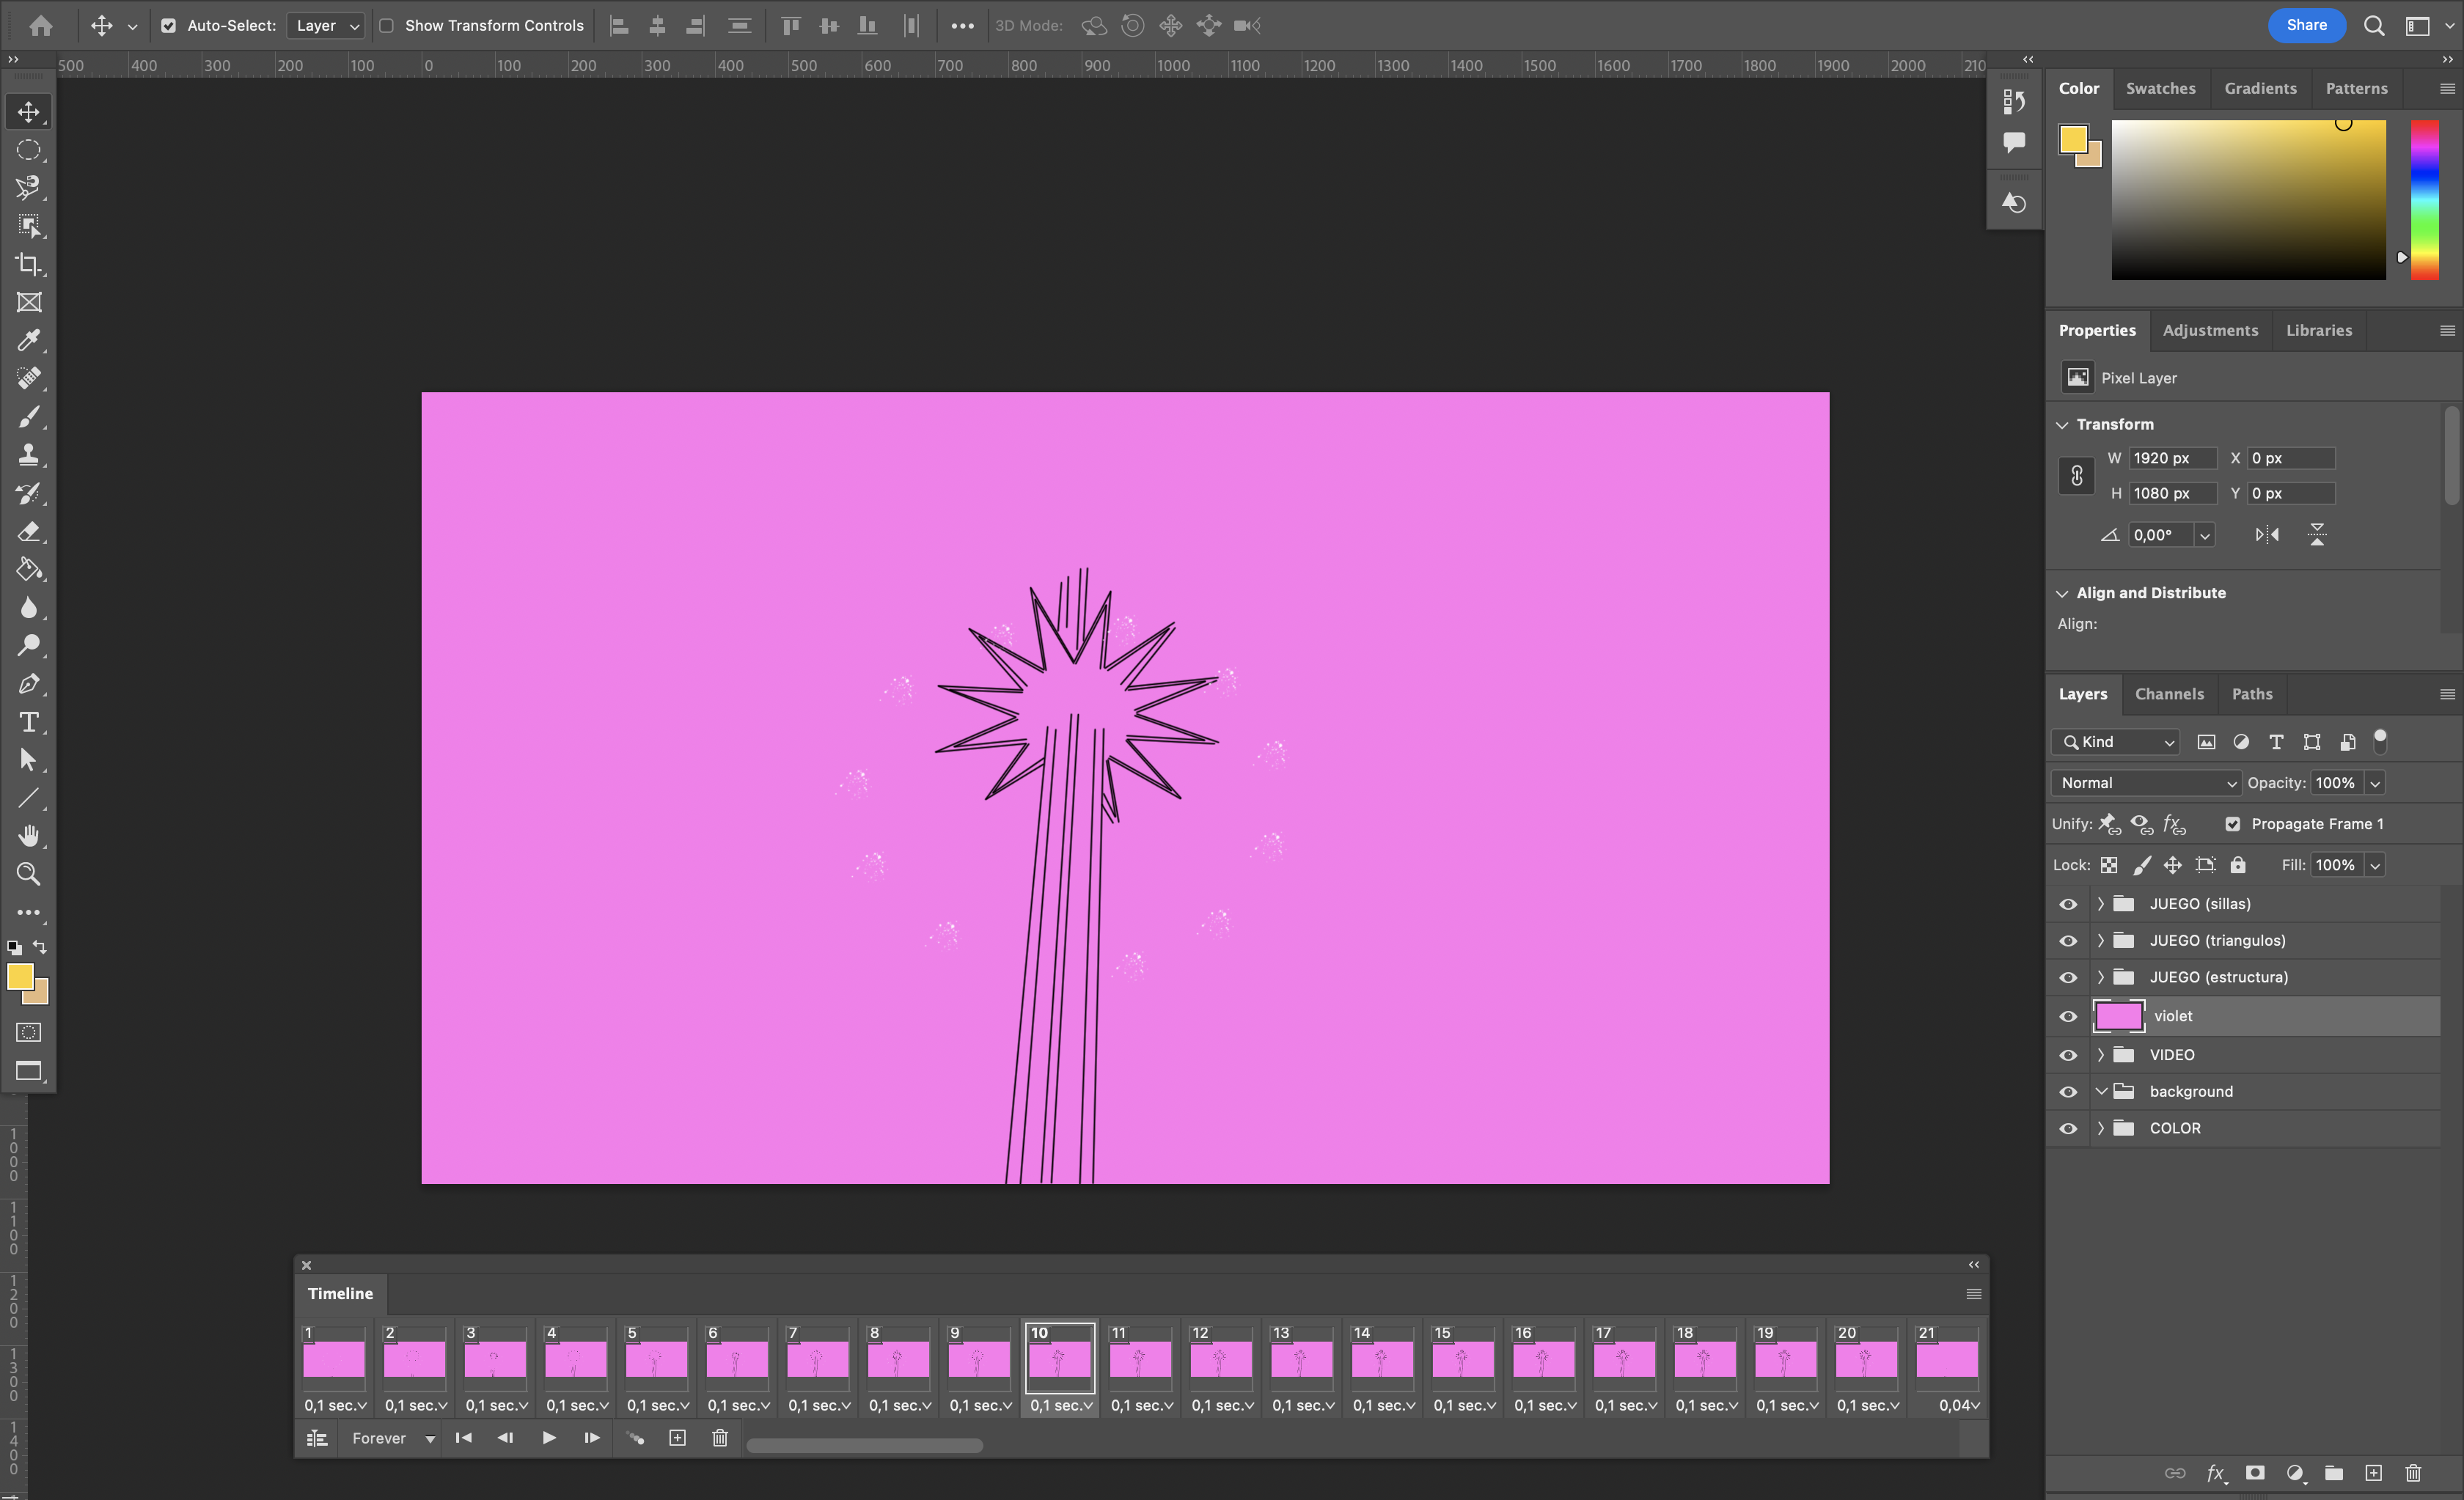 Auto-Select: Layer Show Transform Controls 3D Mode: Share
500 400 300 200 100 0 100 200 300 400 500 600 700 800 900 1000 1100 1200 1300 1400 1500 1600 1700 1800 1900 2000 210
Color Swatches Gradients Patterns
Properties Adjustments Libraries
Pixel Layer
Transform
W 1920 px X 0 px
H 1080 px Y 0 px
0,00°
Align and Distribute
Align:
Layers Channels Paths
Kind
Normal Opacity: 100%
Unify: Propagate Frame 1
Lock: Fill: 100%
JUEGO (sillas)
JUEGO (triangulos)
JUEGO (estructura)
violet
VIDEO
background
COLOR
fx
1000
1100
1200
1300
1400
Timeline
1 2 3 4 5 6 7 8 9 10 11 12 13 14 15 16 17 18 19 20 21
0,1 sec. 0,1 sec. 0,1 sec. 0,1 sec. 0,1 sec. 0,1 sec. 0,1 sec. 0,1 sec. 0,1 sec. 0,1 sec. 0,1 sec. 0,1 sec. 0,1 sec. 0,1 sec. 0,1 sec. 0,1 sec. 0,1 sec. 0,1 sec. 0,1 sec. 0,1 sec. 0,04
Forever